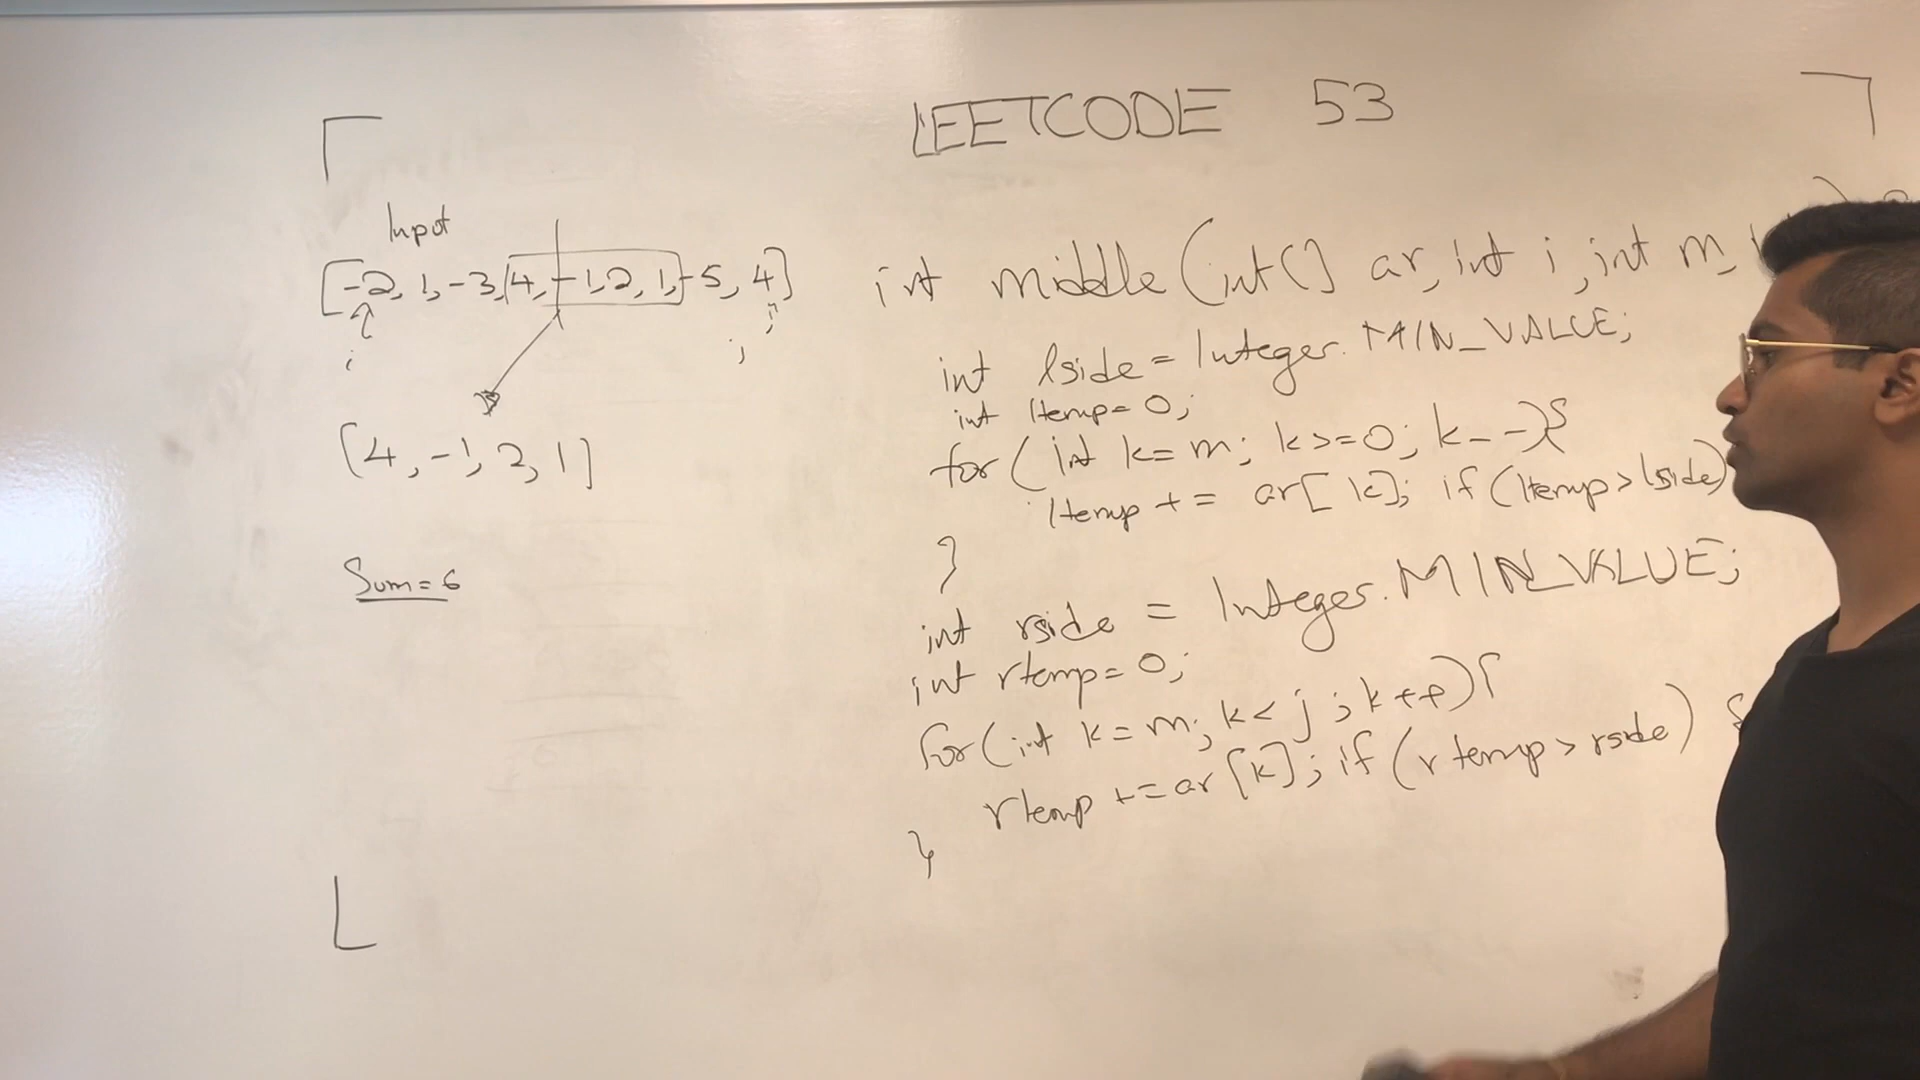 LEETCODE 53
Input
[-2, 1, -3, 4, -1, 2, 1, -5, 4]
i
j
[4, -1, 2, 1]
Sum = 6
int middle (int[] ar, int i, int m,
int lside = Integer.MIN_VALUE;
int ltemp = 0;
for (int k = m; k >= 0; k--){
ltemp += ar[k]; if (ltemp > lside)
}
int rside = Integer.MIN_VALUE;
int rtemp = 0;
for (int k = m; k < j; k++){
rtemp += ar[k]; if (rtemp > rside) {
}